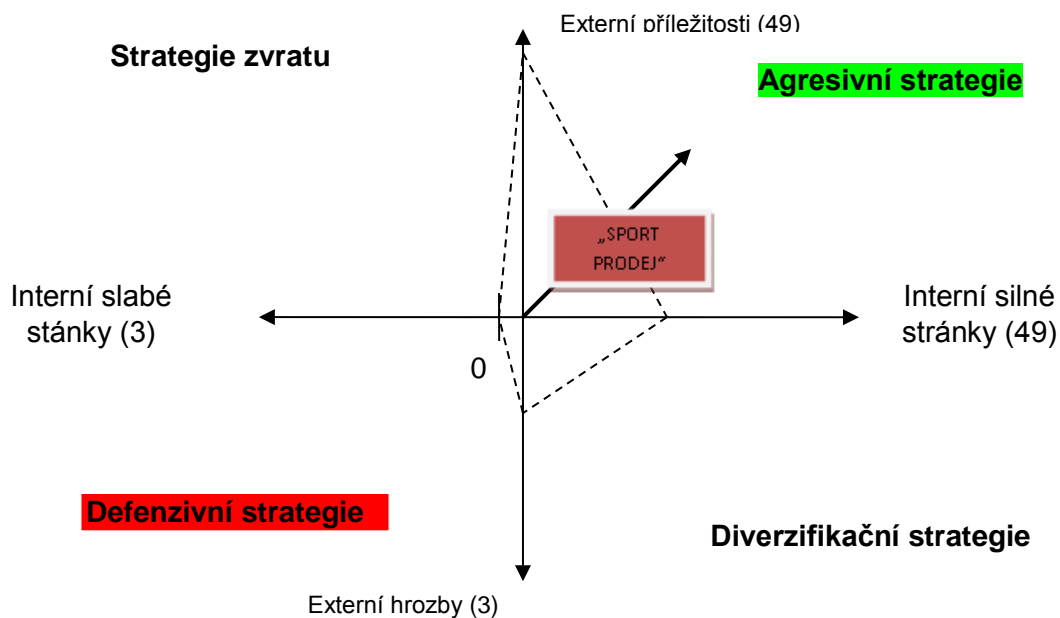 Externí příležitosti (49)
Strategie zvratu
Agresivní strategie
„SPORT
PRODEJ“
Interní slabé
stánky (3)
Interní silné
stránky (49)
0
Defenzivní strategie
Diverzifikační strategie
Externí hrozby (3)